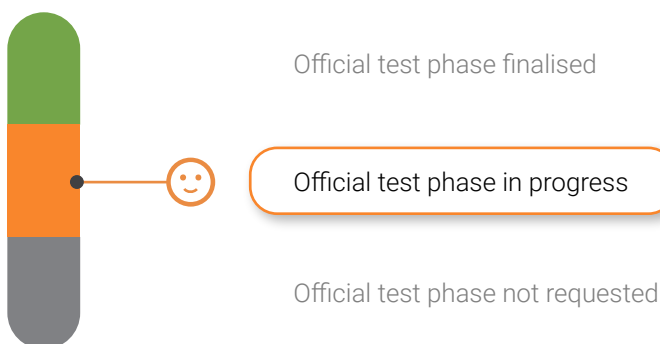 Official test phase finalised
Official test phase in progress
Official test phase not requested